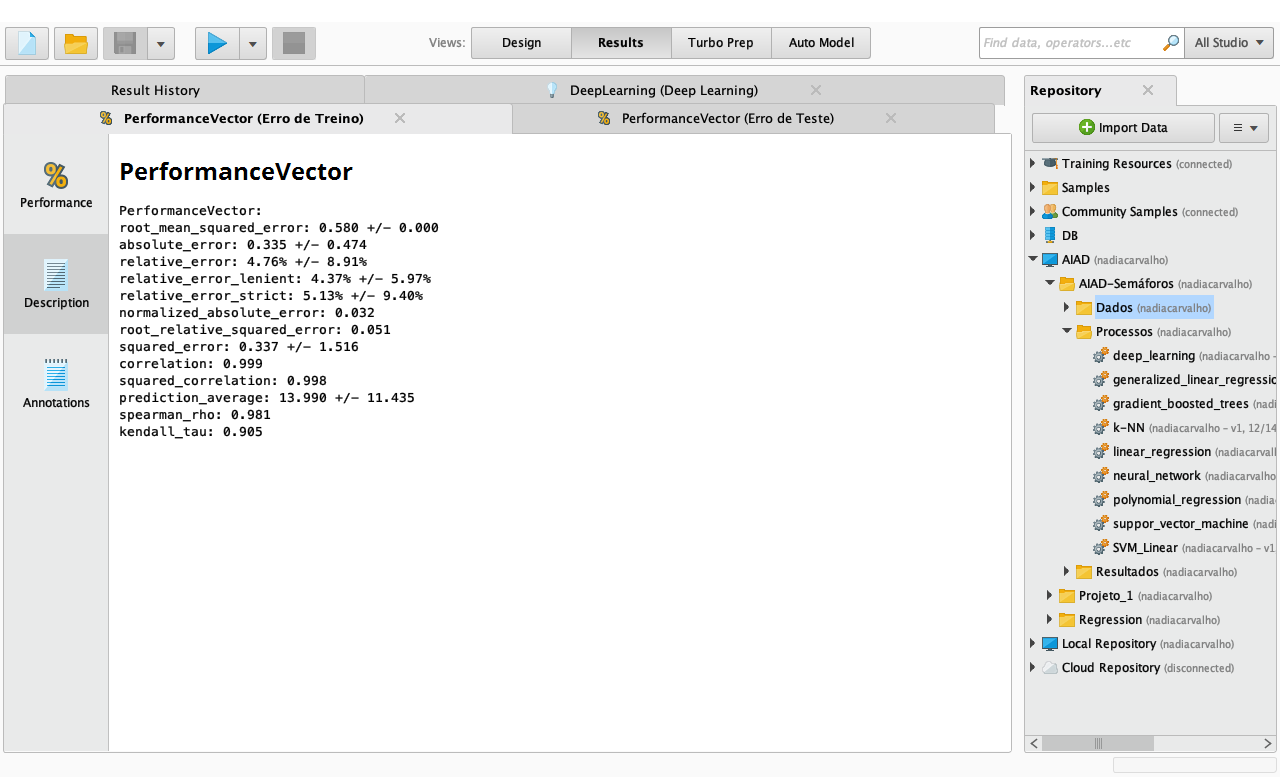 Views: Design Results Turbo Prep Auto Model
Find data, operators...etc
All Studio
Result History
DeepLearning (Deep Learning)
PerformanceVector (Erro de Treino)
PerformanceVector (Erro de Teste)
Performance
Description
Annotations
PerformanceVector
PerformanceVector:
root_mean_squared_error: 0.580 +/- 0.000
absolute_error: 0.335 +/- 0.474
relative_error: 4.76% +/- 8.91%
relative_error_lenient: 4.37% +/- 5.97%
relative_error_strict: 5.13% +/- 9.40%
normalized_absolute_error: 0.032
root_relative_squared_error: 0.051
squared_error: 0.337 +/- 1.516
correlation: 0.999
squared_correlation: 0.998
prediction_average: 13.990 +/- 11.435
spearman_rho: 0.981
kendall_tau: 0.905
Repository
Import Data
Training Resources (connected)
Samples
Community Samples (connected)
DB
AIAD (nadiacarvalho)
AIAD-Semáforos (nadiacarvalho)
Dados (nadiacarvalho)
Processos (nadiacarvalho)
deep_learning (nadiacarvalho -
generalized_linear_regressio
gradient_boosted_trees (nadi
k-NN (nadiacarvalho - v1, 12/14
linear_regression (nadiacarvall
neural_network (nadiacarvalho
polynomial_regression (nadia
suppor_vector_machine (nadi
SVM_Linear (nadiacarvalho - v1
Resultados (nadiacarvalho)
Projeto_1 (nadiacarvalho)
Regression (nadiacarvalho)
Local Repository (nadiacarvalho)
Cloud Repository (disconnected)